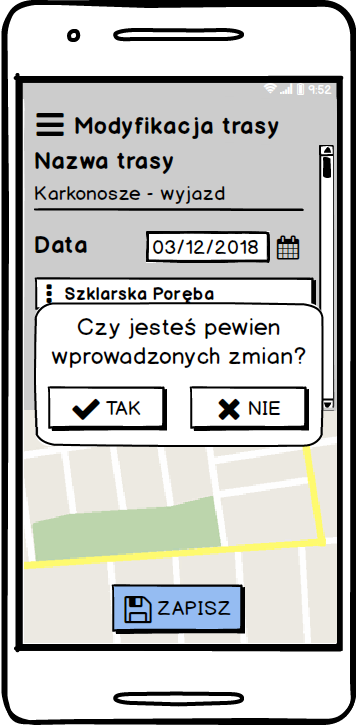 9:52
Modyfikacja trasy
Nazwa trasy
Karkonosze - wyjazd
Data
03/12/2018
Szklarska Poręba
Czy jesteś pewien
wprowadzonych zmian?
TAK
NIE
ZAPISZ